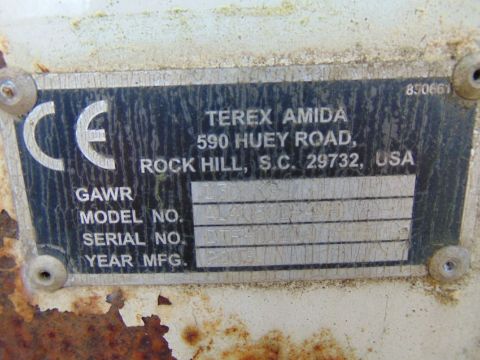 850661
CE
TEREX AMIDA
590 HUEY ROAD,
ROCK HILL, S.C. 29732, USA
GAWR
MODEL NO.
SERIAL NO.
YEAR MFG.